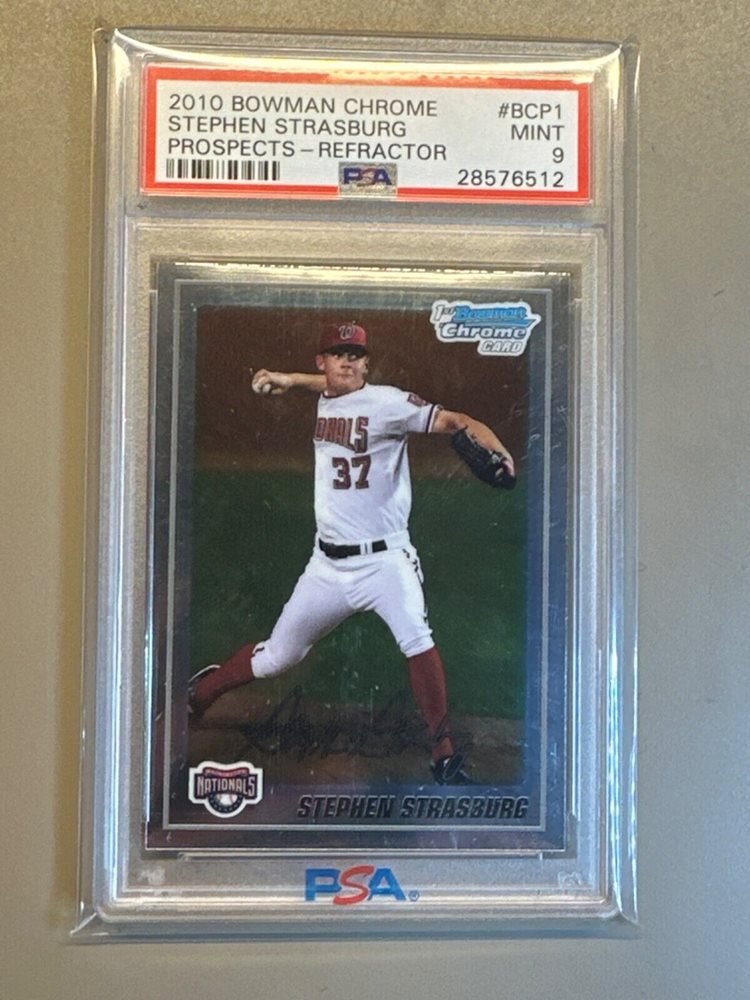 2010 BOWMAN CHROME #BCP1
STEPHEN STRASBURG MINT
PROSPECTS - REFRACTOR 9
PSA 28576512
1ST Bowman
Chrome
CARD
W
ONALS
37
NATIONALS
STEPHEN STRASBURG
PSA®